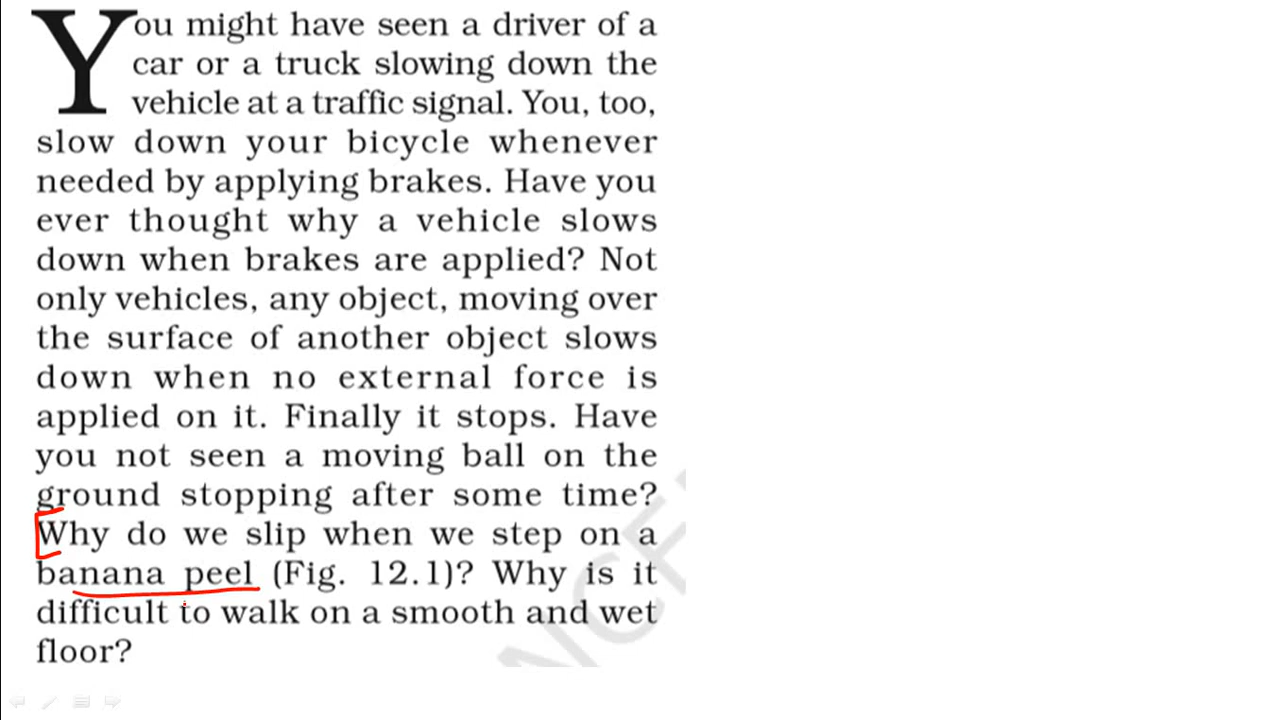 You might have seen a driver of a
car or a truck slowing down the
vehicle at a traffic signal. You, too,
slow down your bicycle whenever
needed by applying brakes. Have you
ever thought why a vehicle slows
down when brakes are applied? Not
only vehicles, any object, moving over
the surface of another object slows
down when no external force is
applied on it. Finally it stops. Have
you not seen a moving ball on the
ground stopping after some time?
Why do we slip when we step on a
banana peel (Fig. 12.1)? Why is it
difficult to walk on a smooth and wet
floor?